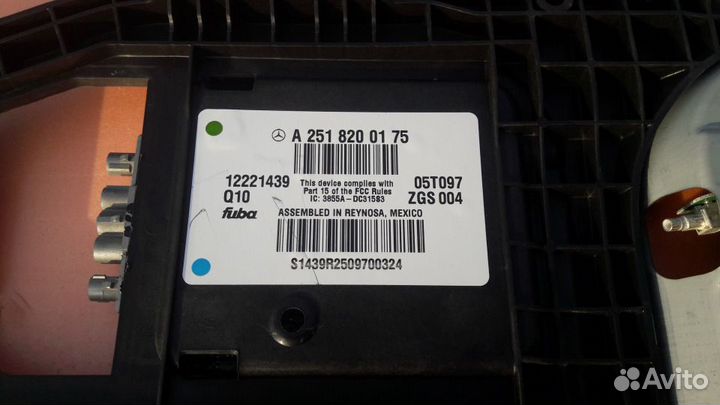 A 251 820 01 75
12221439
Q10
fuba
This device complies with
Part 15 of the FCC Rules
IC: 3855A-DC31583
05T097
ZGS 004
ASSEMBLED IN REYNOSA, MEXICO
S1439R2509700324
Avito